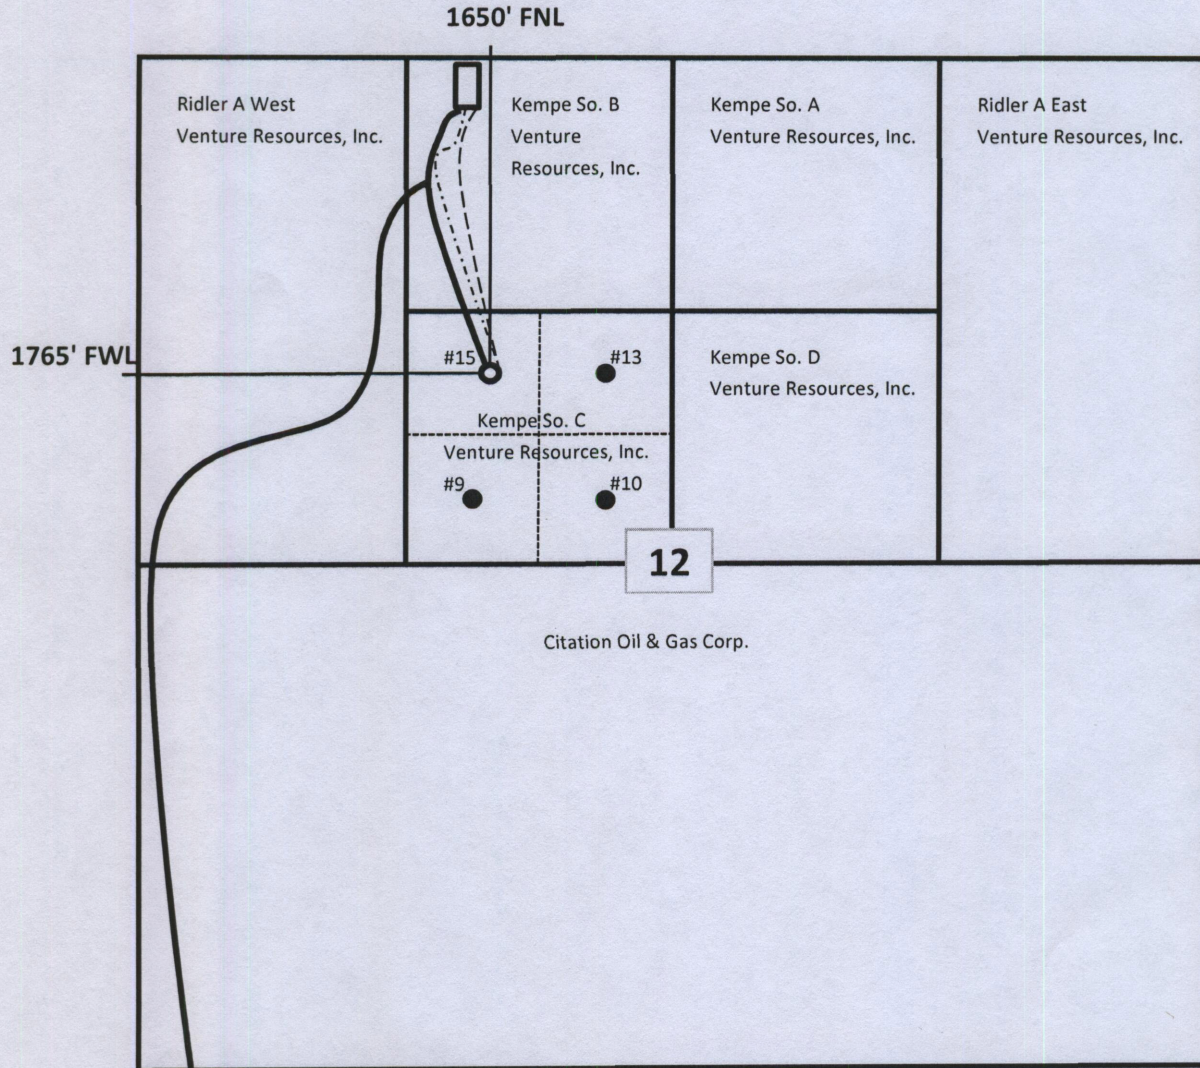 1650' FNL
Ridler A West
Venture Resources, Inc.
Kempe So. B
Venture
Resources, Inc.
Kempe So. A
Venture Resources, Inc.
Ridler A East
Venture Resources, Inc.
1765' FWL
#15
#13
Kempe So. D
Venture Resources, Inc.
Kempe So. C
Venture Resources, Inc.
#9
#10
12
Citation Oil & Gas Corp.